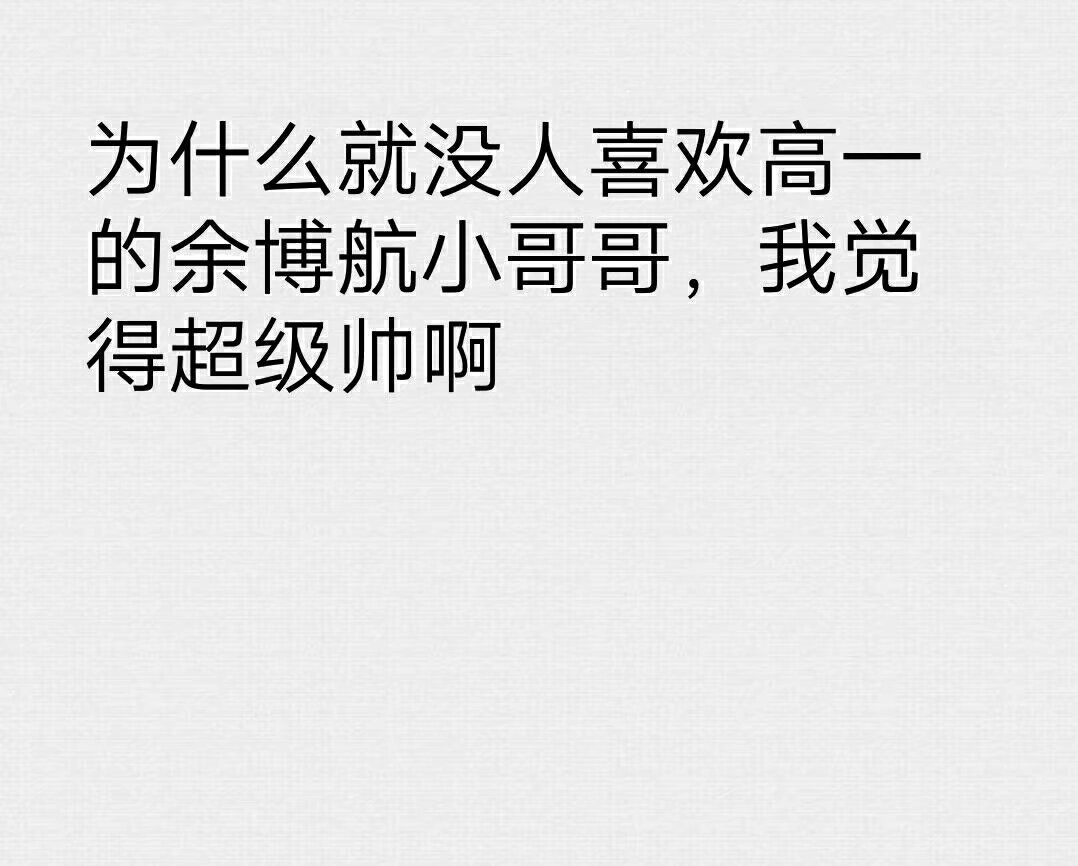 为什么就没人喜欢高一
的余博航小哥哥，我觉
得超级帅啊